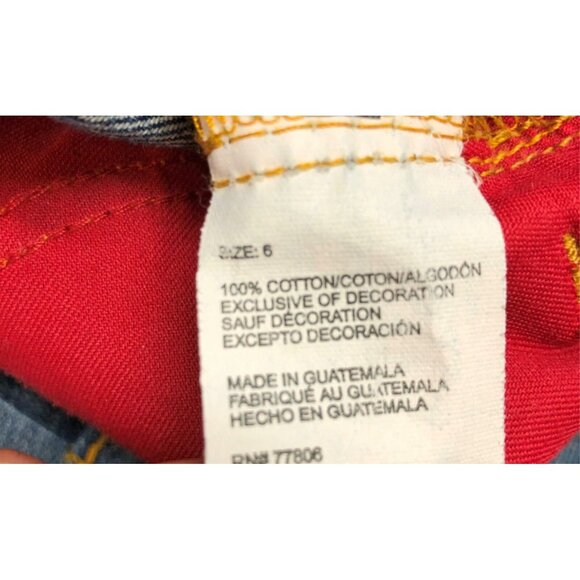 SIZE: 6
100% COTTON/COTON/ALGODÓN
EXCLUSIVE OF DECORATION
SAUF DÉCORATION
EXCEPTO DECORACIÓN
MADE IN GUATEMALA
FABRIQUÉ AU GUATEMALA
HECHO EN GUATEMALA
RN# 77806